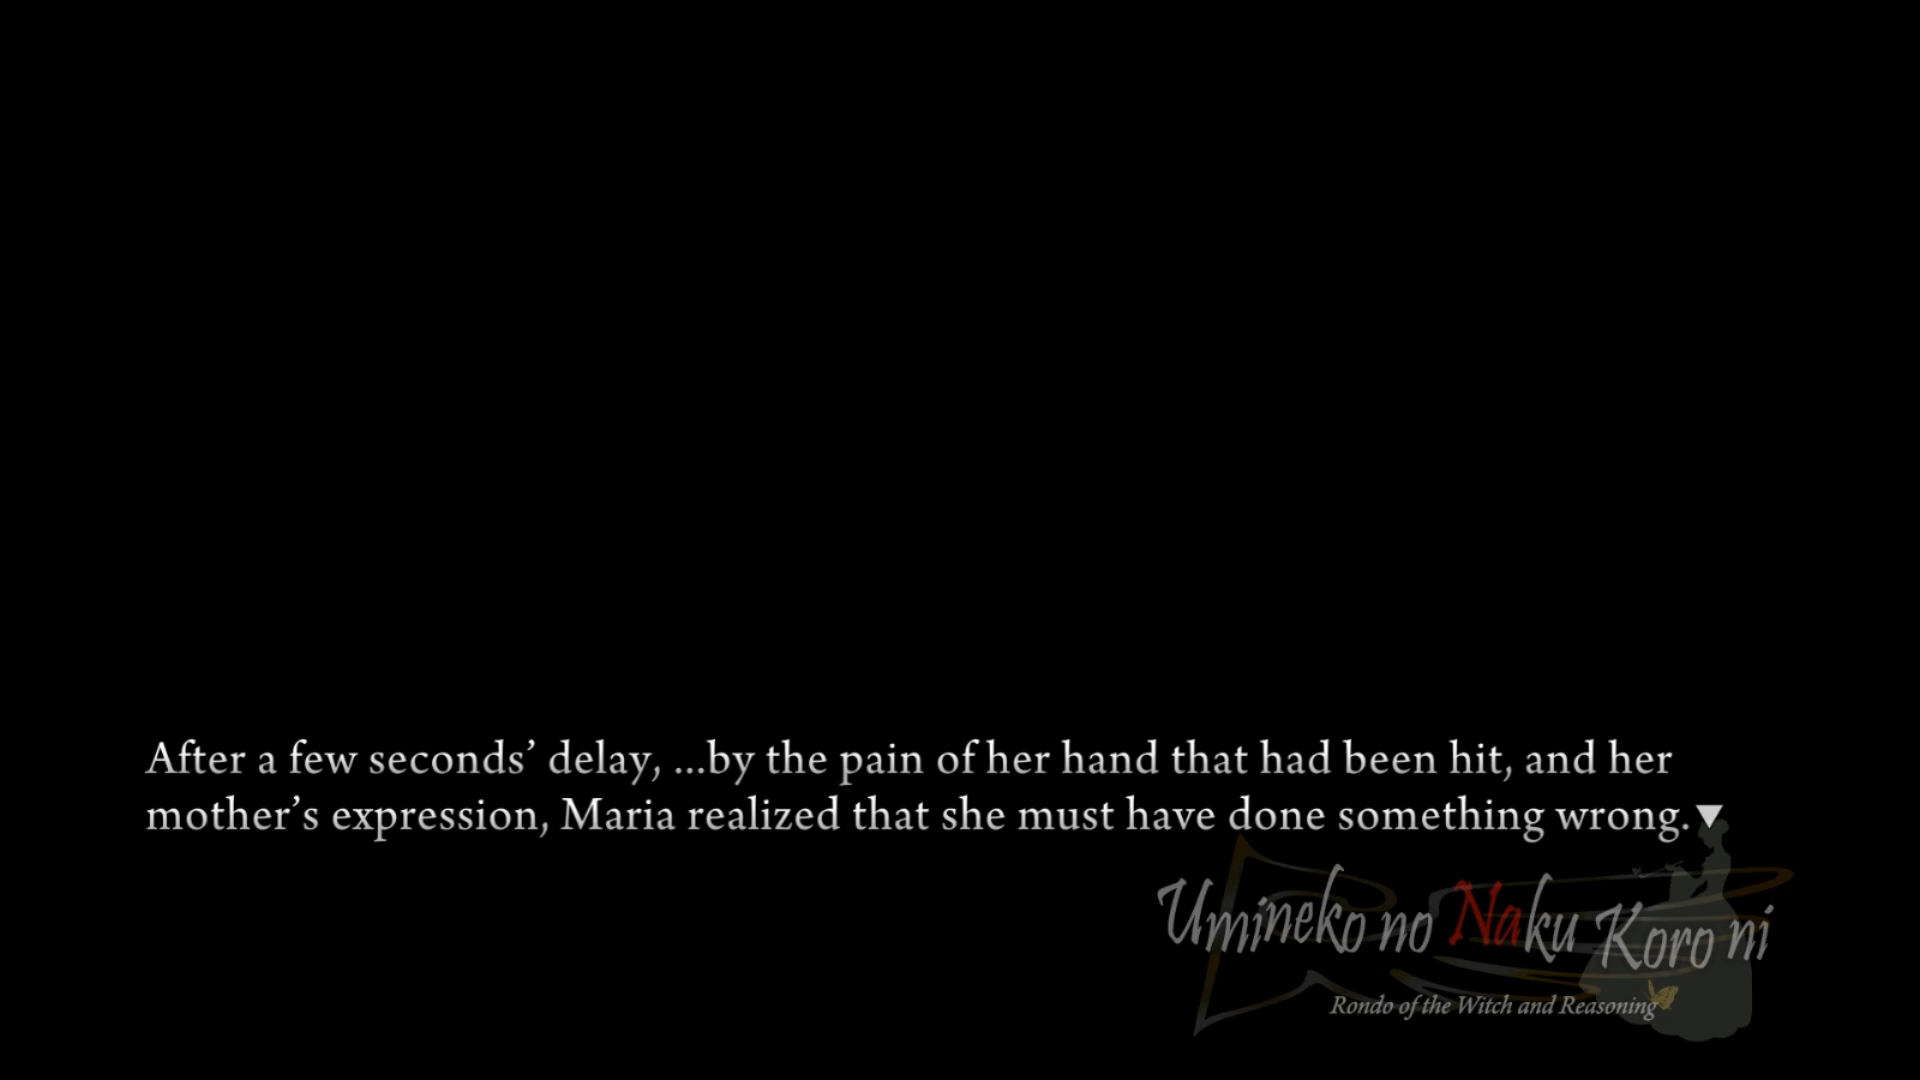 After a few seconds’ delay, ...by the pain of her hand that had been hit, and her
mother’s expression, Maria realized that she must have done something wrong.▼
Umineko no Naku Koro ni
Rondo of the Witch and Reasoning